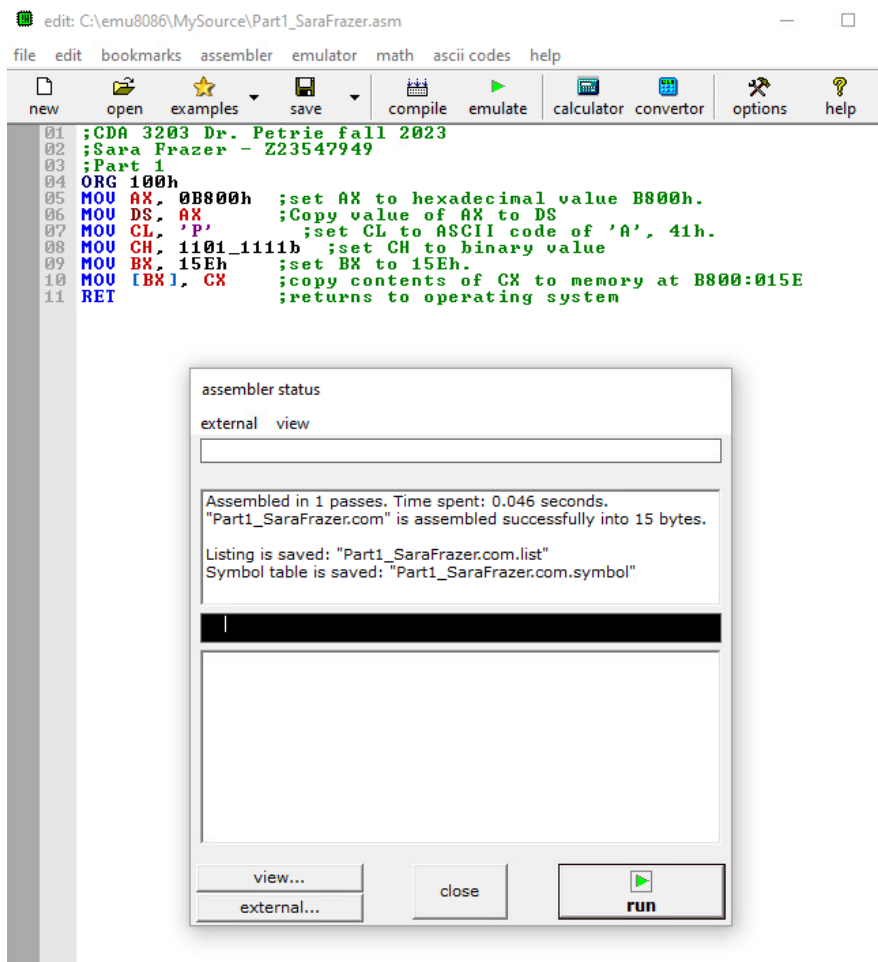 edit: C:\emu8086\MySource\Part1_SaraFrazer.asm
file edit bookmarks assembler emulator math ascii codes help
new open examples save compile emulate calculator convertor options help
01 ;CDA 3203 Dr. Petrie fall 2023
02 ;Sara Frazer - Z23547949
03 ;Part 1
04 ORG 100h
05 MOV AX, 0B800h ;set AX to hexadecimal value B800h.
06 MOV DS, AX ;Copy value of AX to DS
07 MOV CL, 'P' ;set CL to ASCII code of 'A', 41h.
08 MOV CH, 1101_1111b ;set CH to binary value
09 MOV BX, 15Eh ;set BX to 15Eh.
10 MOV [BX], CX ;copy contents of CX to memory at B800:015E
11 RET ;returns to operating system
assembler status
external view
Assembled in 1 passes. Time spent: 0.046 seconds.
"Part1_SaraFrazer.com" is assembled successfully into 15 bytes.
Listing is saved: "Part1_SaraFrazer.com.list"
Symbol table is saved: "Part1_SaraFrazer.com.symbol"
view...
external...
close
run